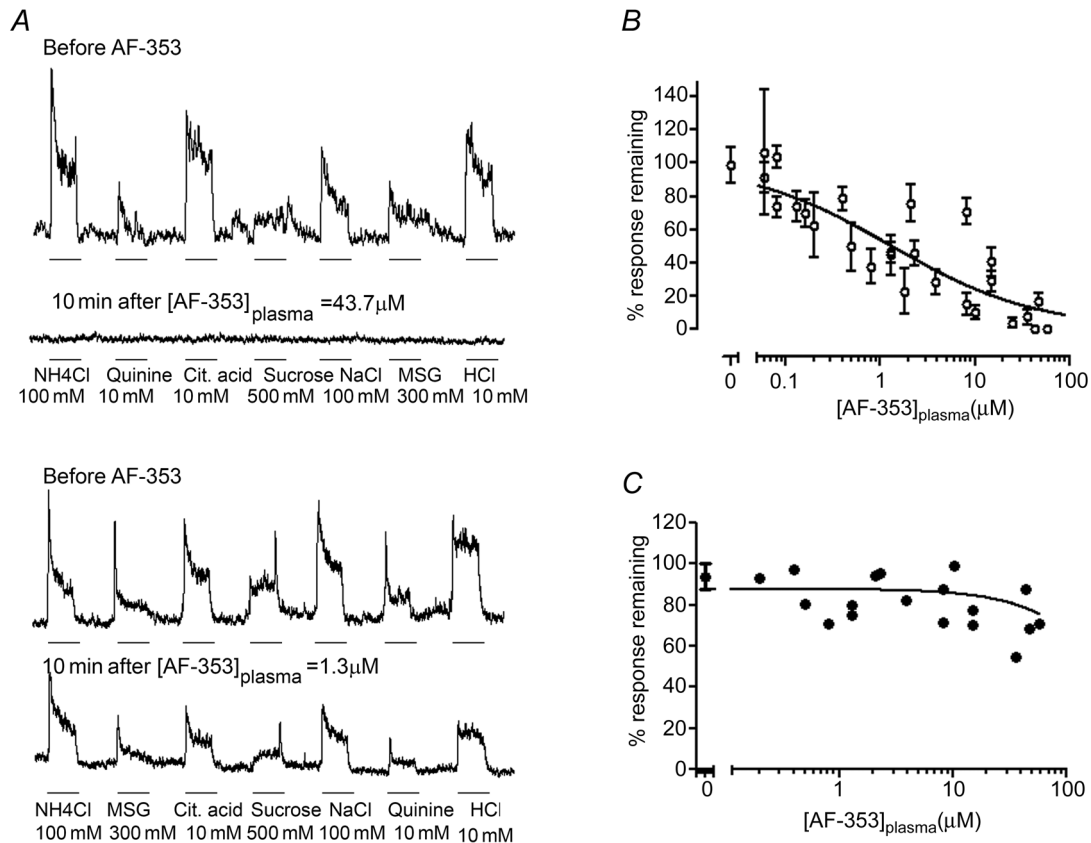 A
Before AF-353
10 min after [AF-353]plasma =43.7µM
NH4Cl Quinine Cit. acid Sucrose NaCl MSG HCl
100 mM 10 mM 10 mM 500 mM 100 mM 300 mM 10 mM
Before AF-353
10 min after [AF-353]plasma =1.3µM
NH4Cl MSG Cit. acid Sucrose NaCl Quinine HCl
100 mM 300 mM 10 mM 500 mM 100 mM 10 mM 10 mM
B
% response remaining
140
120
100
80
60
40
20
0
0 0.1 1 10 100
[AF-353]plasma(µM)
C
% response remaining
120
100
80
60
40
20
0
0 1 10 100
[AF-353]plasma(µM)